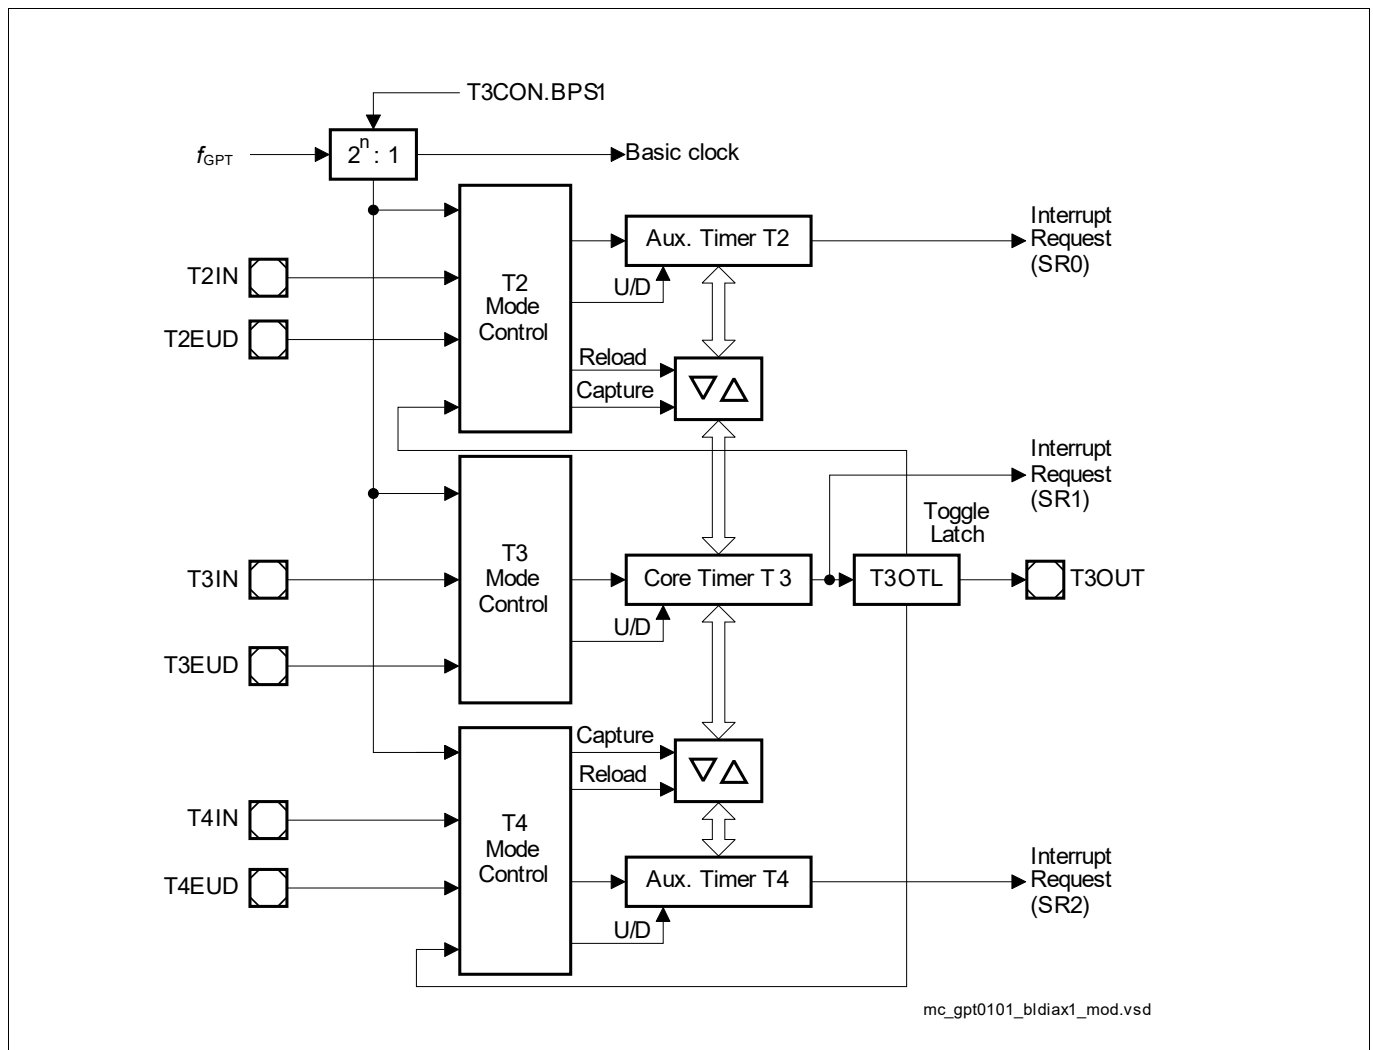 T3CON.BPS1
fGPT
2n : 1
Basic clock
Interrupt
Request
(SR0)
Aux. Timer T2
T2IN
T2
Mode
Control
U/D
T2EUD
Reload
Capture
Interrupt
Request
(SR1)
Toggle
Latch
T3
Mode
Control
T3IN
Core Timer T 3
T3OTL
T3OUT
U/D
T3EUD
Capture
Reload
T4IN
T4
Mode
Control
Interrupt
Request
(SR2)
T4EUD
Aux. Timer T4
U/D
mc_gpt0101_bldiax1_mod.vsd